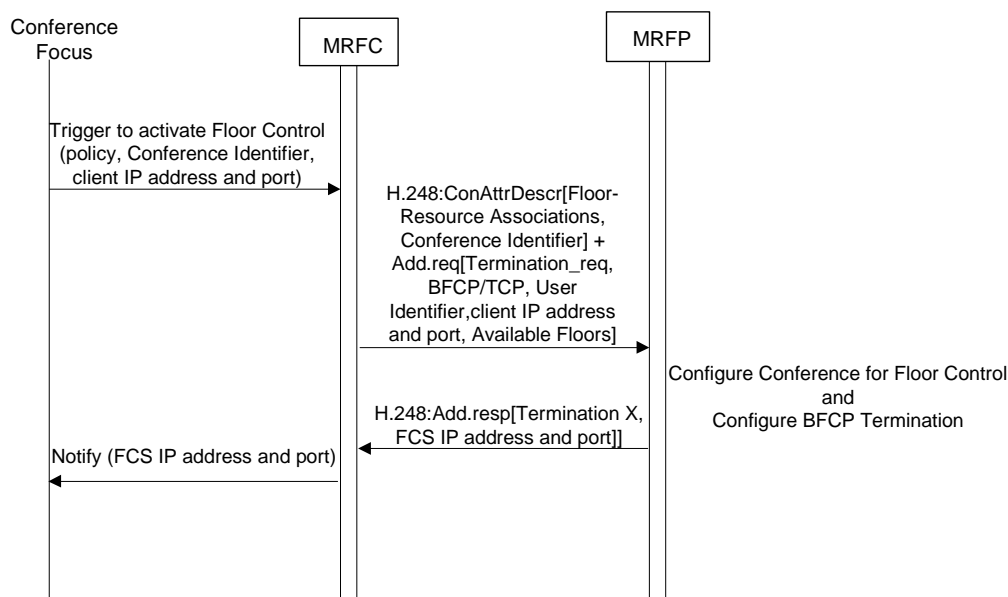 Conference
Focus
MRFC
MRFP
Trigger to activate Floor Control
(policy, Conference Identifier,
client IP address and port)
H.248:ConAttrDescr[Floor-
Resource Associations,
Conference Identifier] +
Add.req[Termination_req,
BFCP/TCP, User
Identifier,client IP address
and port, Available Floors]
Configure Conference for Floor Control
and
Configure BFCP Termination
H.248:Add.resp[Termination X,
FCS IP address and port]]
Notify (FCS IP address and port)